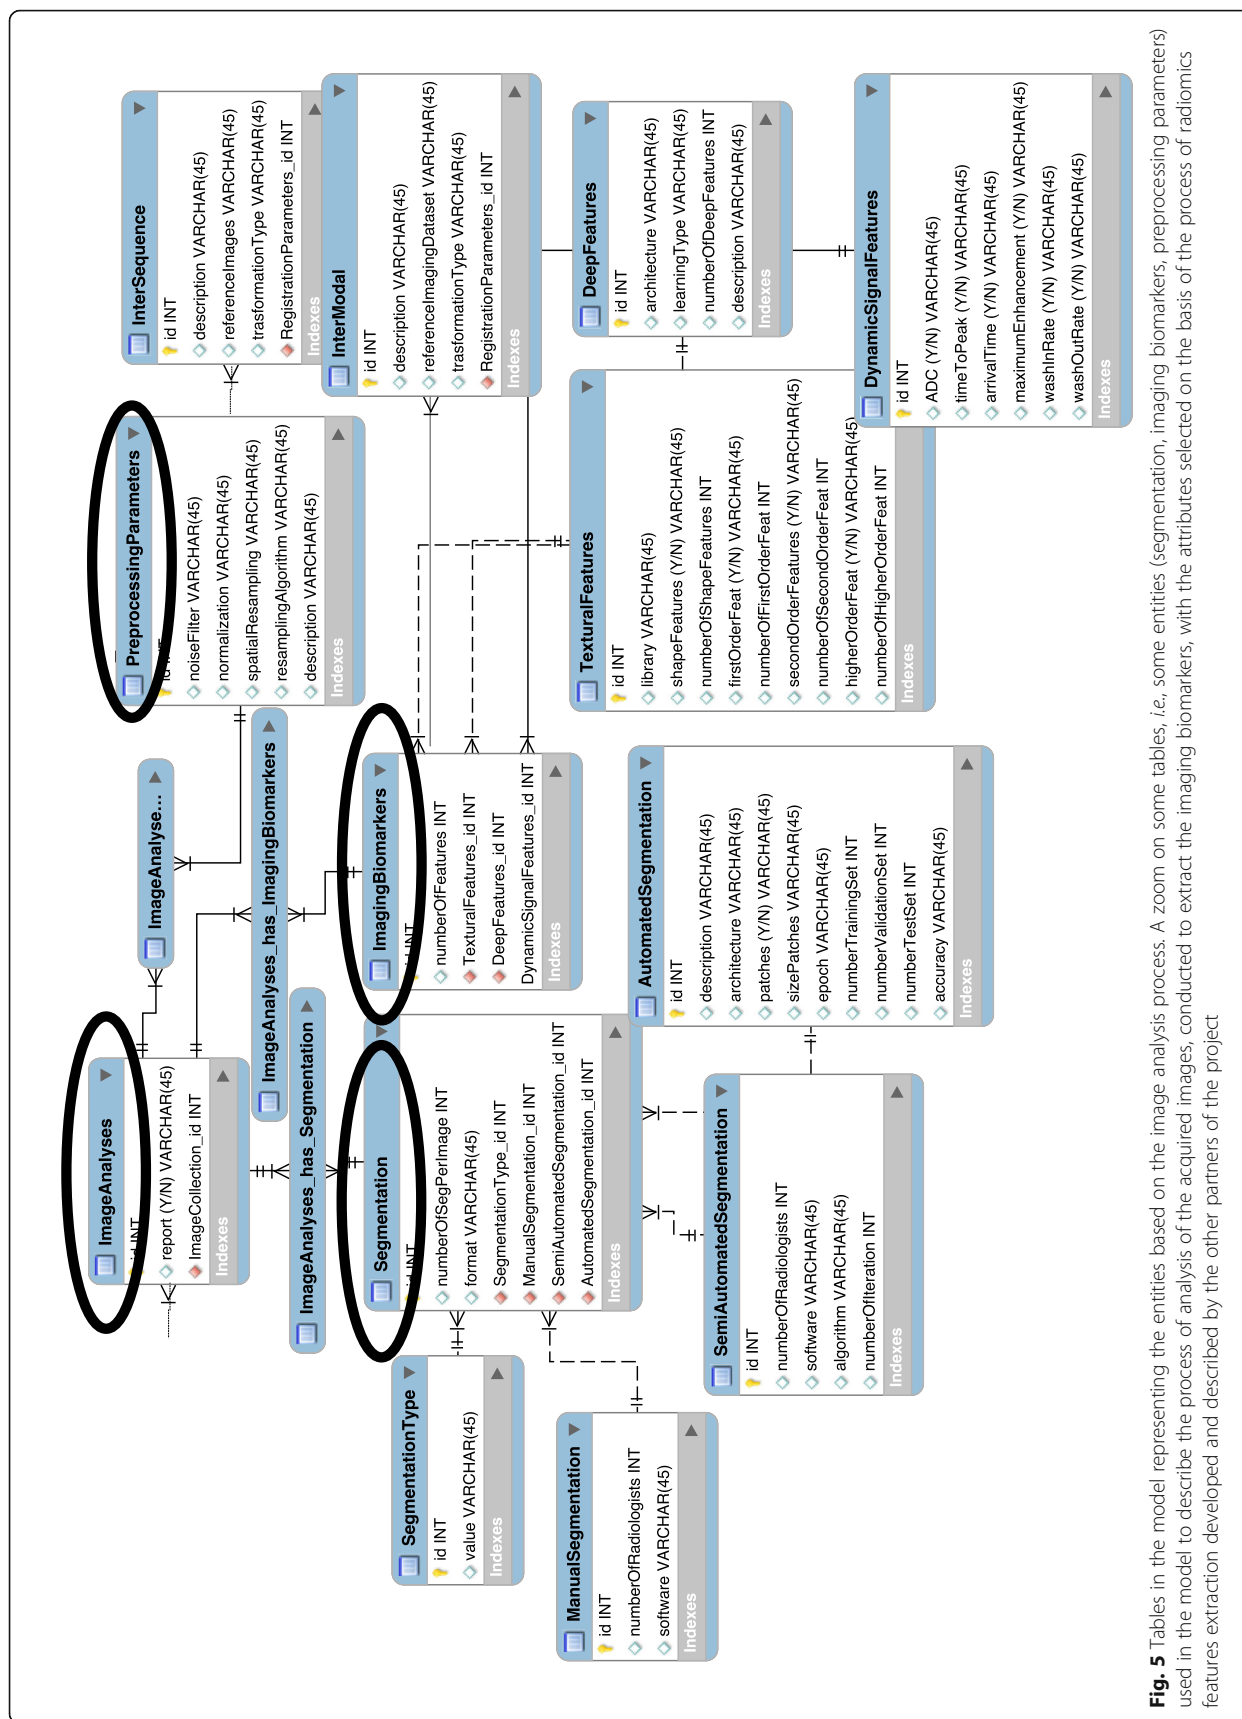 ImageAnalyses
id INT
report (Y/N) VARCHAR(45)
ImageCollection_id INT
Indexes
ImageAnalyse...
PreprocessingParameters
id INT
noiseFilter VARCHAR(45)
normalization VARCHAR(45)
spatialResampling VARCHAR(45)
resamplingAlgorithm VARCHAR(45)
description VARCHAR(45)
Indexes
InterSequence
id INT
description VARCHAR(45)
referenceImages VARCHAR(45)
trasformationType VARCHAR(45)
RegistrationParameters_id INT
Indexes
ImageAnalyses_has_Segmentation
ImageAnalyses_has_ImagingBiomarkers
InterModal
id INT
description VARCHAR(45)
referenceImagingDataset VARCHAR(45)
trasformationType VARCHAR(45)
RegistrationParameters_id INT
Indexes
SegmentationType
id INT
value VARCHAR(45)
Indexes
Segmentation
id INT
numberOfSegPerImage INT
format VARCHAR(45)
SegmentationType_id INT
ManualSegmentation_id INT
SemiAutomatedSegmentation_id INT
AutomatedSegmentation_id INT
Indexes
ImagingBiomarkers
id INT
numberOfFeatures INT
TexturalFeatures_id INT
DeepFeatures_id INT
DynamicSignalFeatures_id INT
Indexes
ManualSegmentation
id INT
numberOfRadiologists INT
software VARCHAR(45)
Indexes
SemiAutomatedSegmentation
id INT
numberOfRadiologists INT
software VARCHAR(45)
algorithm VARCHAR(45)
numberOfIteration INT
Indexes
AutomatedSegmentation
id INT
description VARCHAR(45)
architecture VARCHAR(45)
patches (Y/N) VARCHAR(45)
sizePatches VARCHAR(45)
epoch VARCHAR(45)
numberTrainingSet INT
numberValidationSet INT
numberTestSet INT
accuracy VARCHAR(45)
Indexes
TexturalFeatures
id INT
library VARCHAR(45)
shapeFeatures (Y/N) VARCHAR(45)
numberOfShapeFeatures INT
firstOrderFeat (Y/N) VARCHAR(45)
numberOfFirstOrderFeat INT
secondOrderFeatures (Y/N) VARCHAR(45)
numberOfSecondOrderFeat INT
higherOrderFeat (Y/N) VARCHAR(45)
numberOfHigherOrderFeat INT
Indexes
DeepFeatures
id INT
architecture VARCHAR(45)
learningType VARCHAR(45)
numberOfDeepFeatures INT
description VARCHAR(45)
Indexes
DynamicSignalFeatures
id INT
ADC (Y/N) VARCHAR(45)
timeToPeak (Y/N) VARCHAR(45)
arrivalTime (Y/N) VARCHAR(45)
maximumEnhancement (Y/N) VARCHAR(45)
washInRate (Y/N) VARCHAR(45)
washOutRate (Y/N) VARCHAR(45)
Indexes
Fig. 5 Tables in the model representing the entities based on the image analysis process. A zoom on some tables, i.e., some entities (segmentation, imaging biomarkers, preprocessing parameters)
used in the model to describe the process of analysis of the acquired images, conducted to extract the imaging biomarkers, with the attributes selected on the basis of the process of radiomics
features extraction developed and described by the other partners of the project